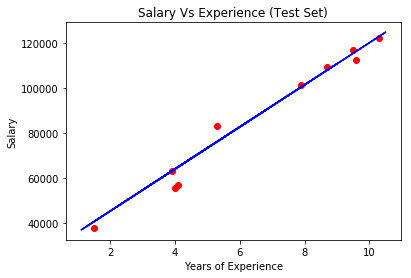 Salary Vs Experience (Test Set)
120000
100000
80000
60000
40000
Salary
2 4 6 8 10
Years of Experience